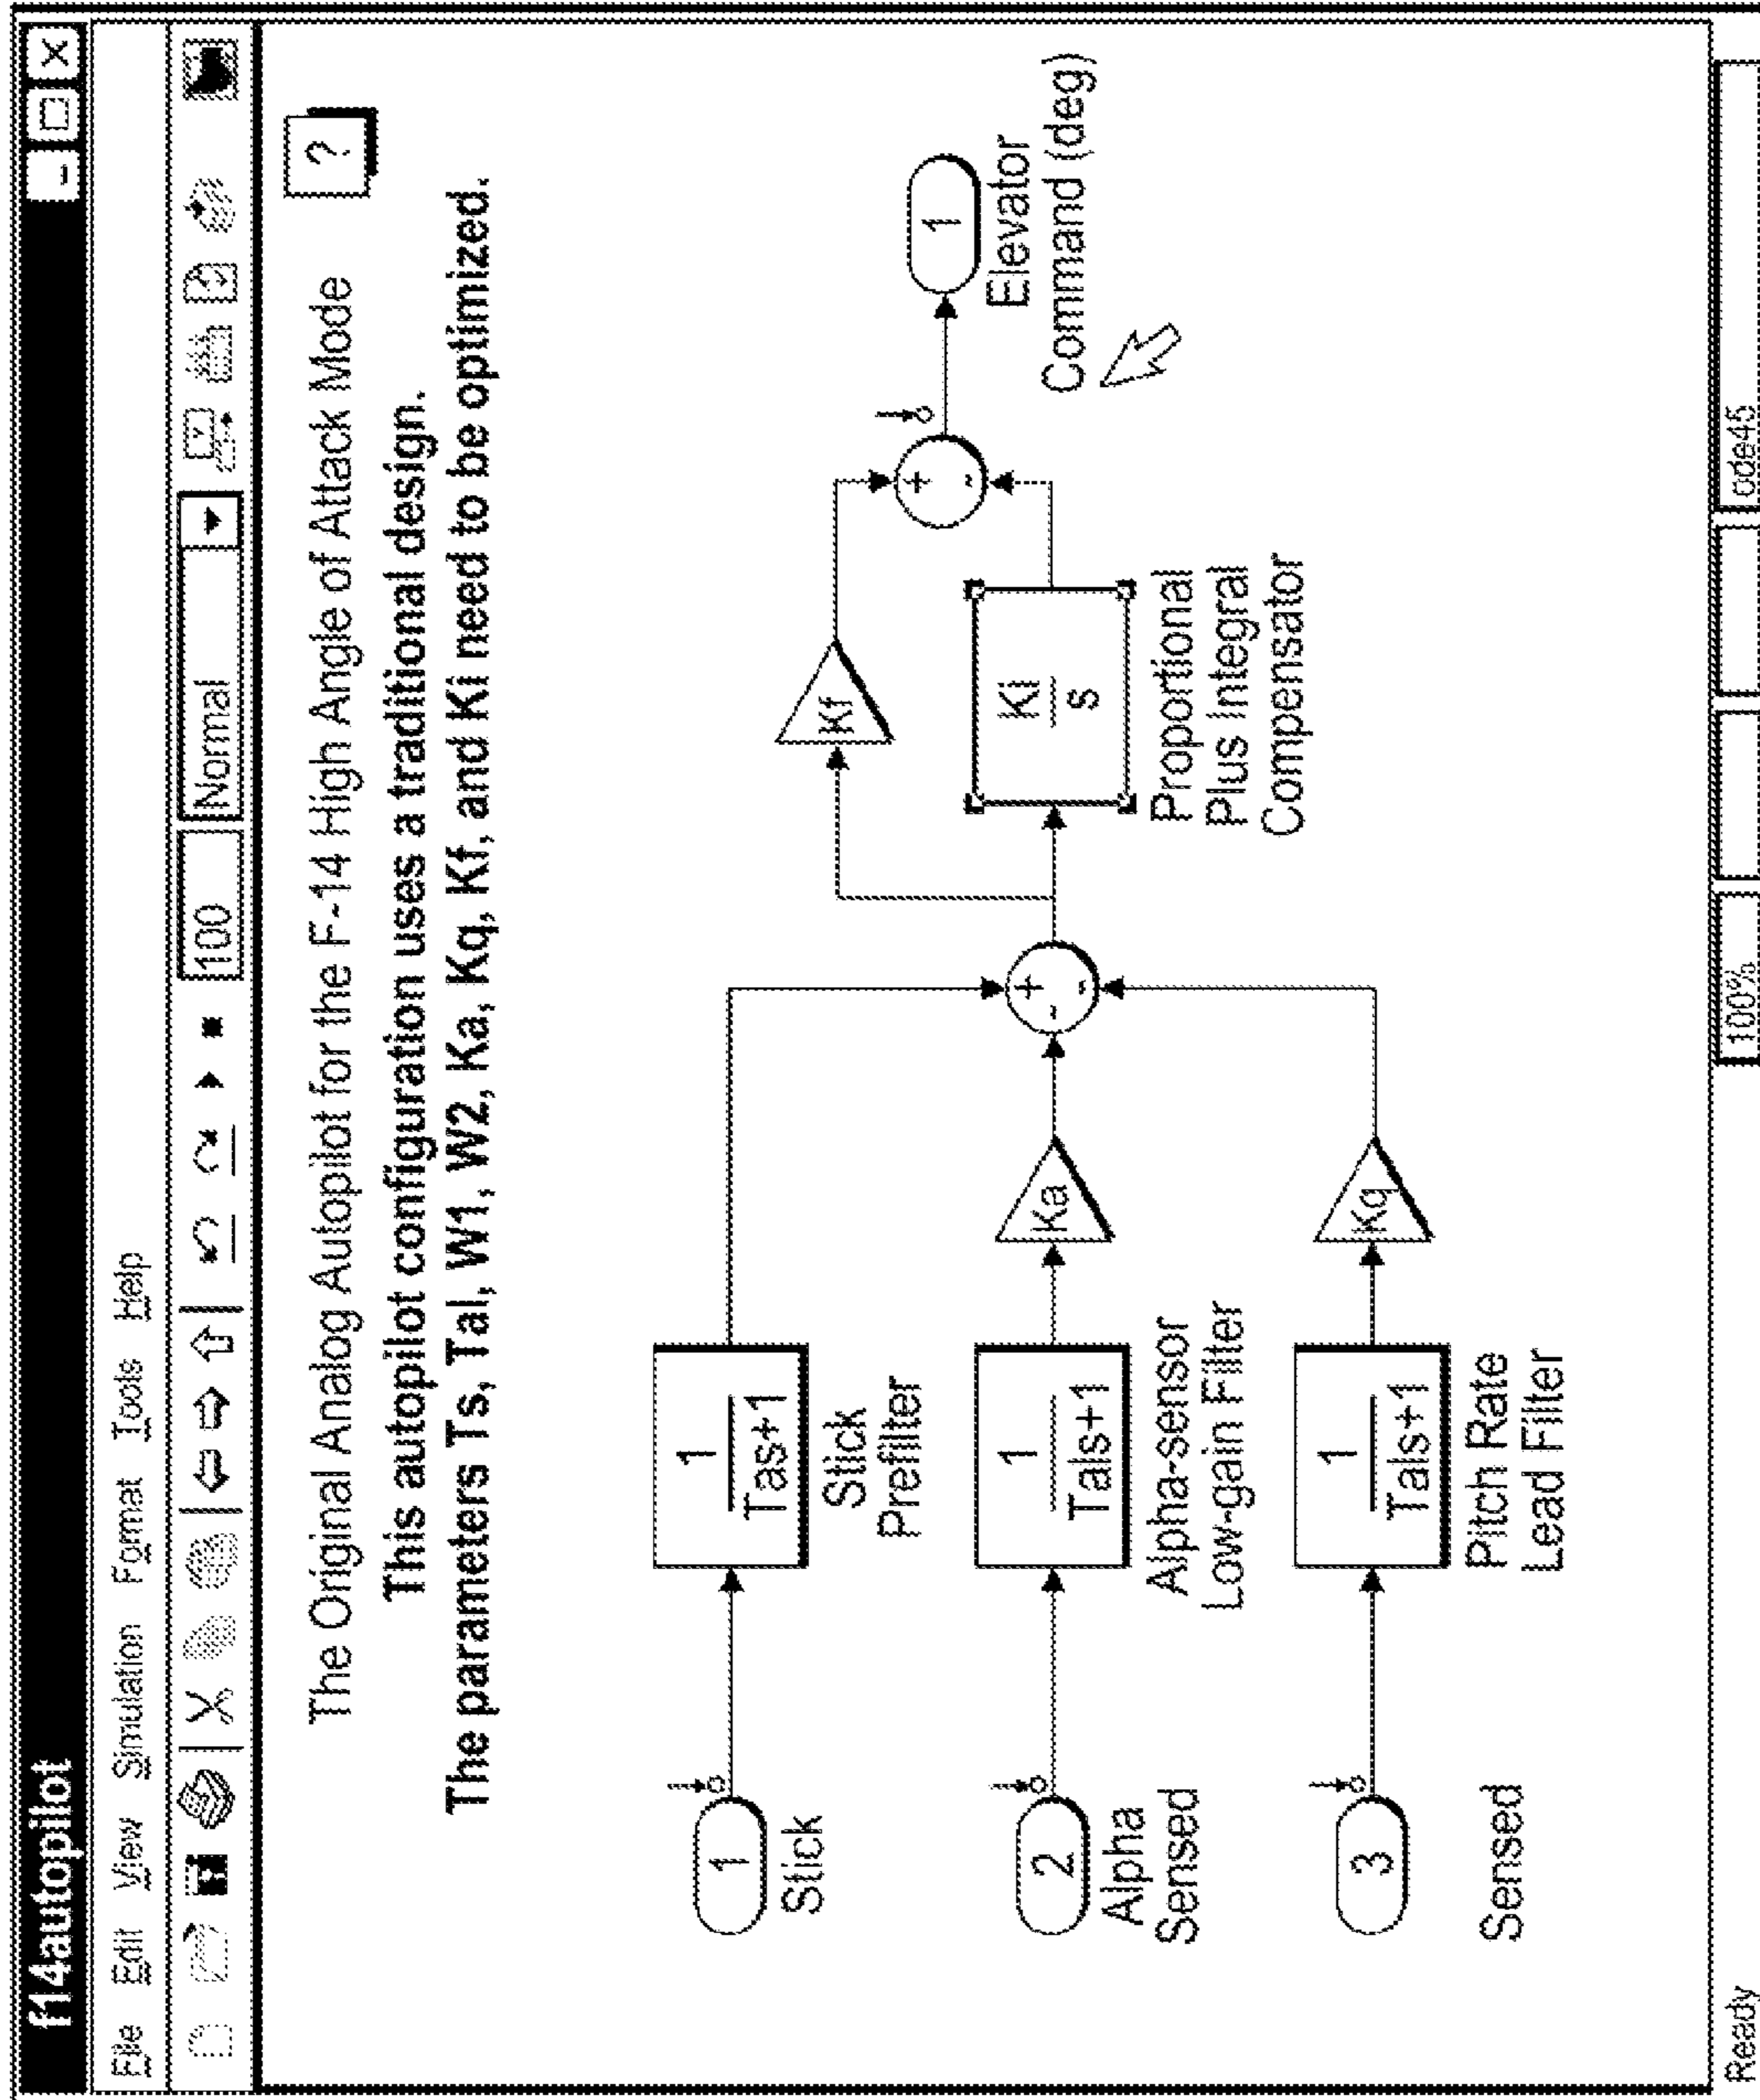 f14autopilot
File Edit View Simulation Format Tools Help
100 Normal
?
The Original Analog Autopilot for the F-14 High Angle of Attack Mode
This autopilot configuration uses a traditional design.
The parameters Ts, Tal, W1, W2, Ka, Kq, Kf, and Ki need to be optimized.
1
Stick
1
Tas+1
Stick
Prefilter
2
Alpha
Sensed
1
Tals+1
Alpha-sensor
Low-gain Filter
Ka
3
Sensed
1
Tals+1
Pitch Rate
Lead Filter
Kq
+
-
-
Kf
Ki
s
Proportional
Plus Integral
Compensator
+
-
1
Elevator
Command (deg)
Ready 100% ode45